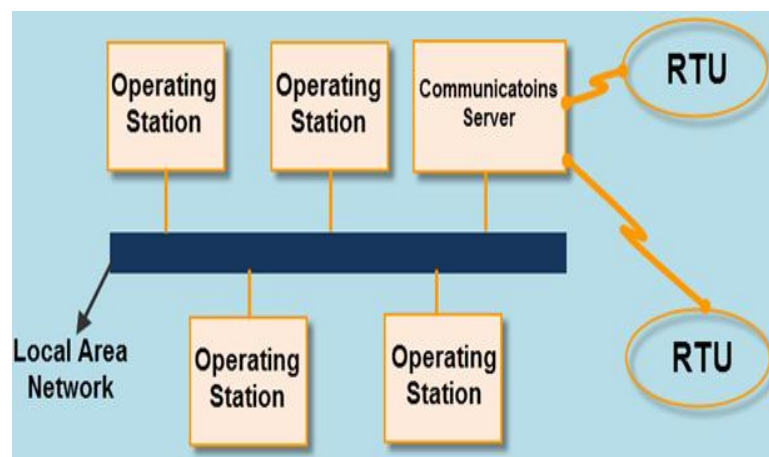 Operating
Station
Operating
Station
Communicatoins
Server
RTU
Local Area
Network
Operating
Station
Operating
Station
RTU